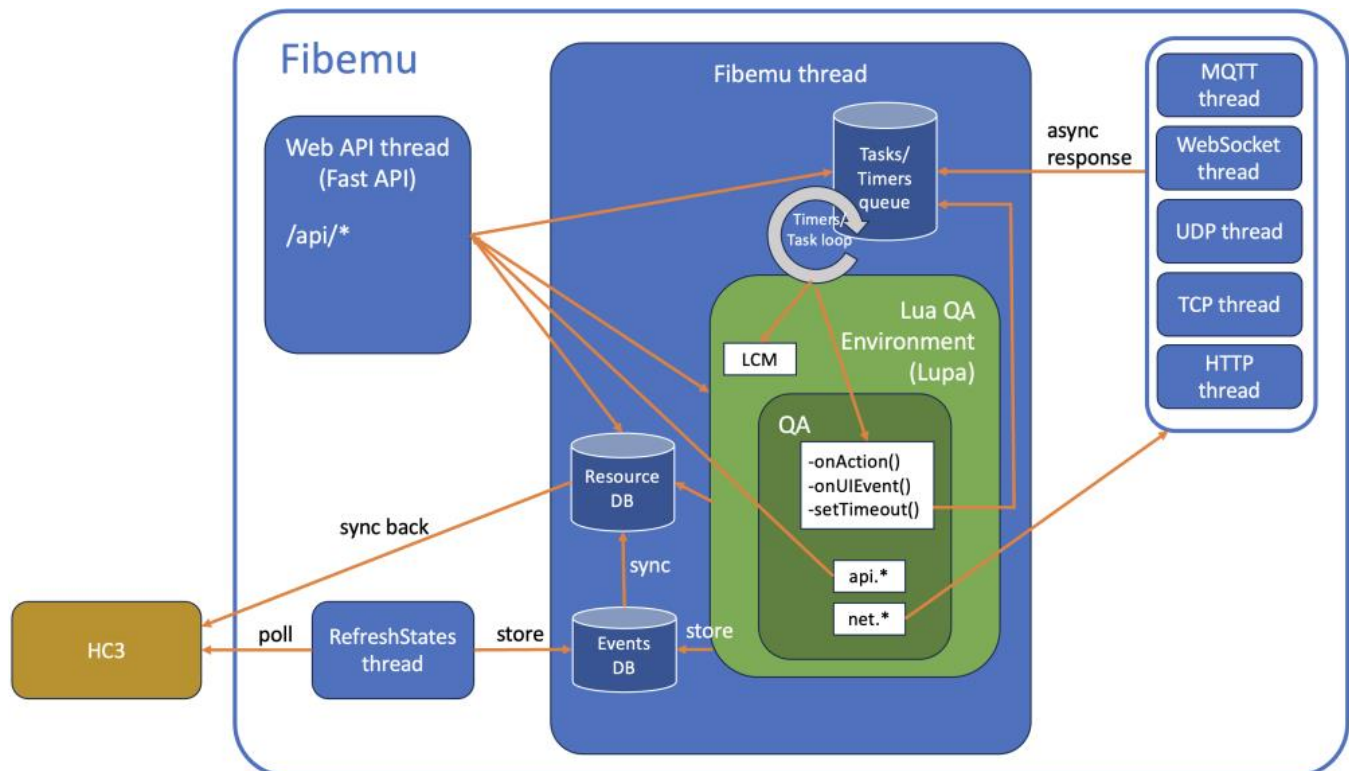 Fibemu
Fibemu thread
Web API thread
(Fast API)
/api/*
Tasks/
Timers
queue
Timers/
Task loop
async
response
MQTT
thread
WebSocket
thread
UDP thread
TCP thread
HTTP
thread
Lua QA
Environment
(Lupa)
LCM
QA
-onAction()
-onUIEvent()
-setTimeout()
api.*
net.*
Resource
DB
sync back
sync
HC3
poll
RefreshStates
thread
store
Events
DB
store